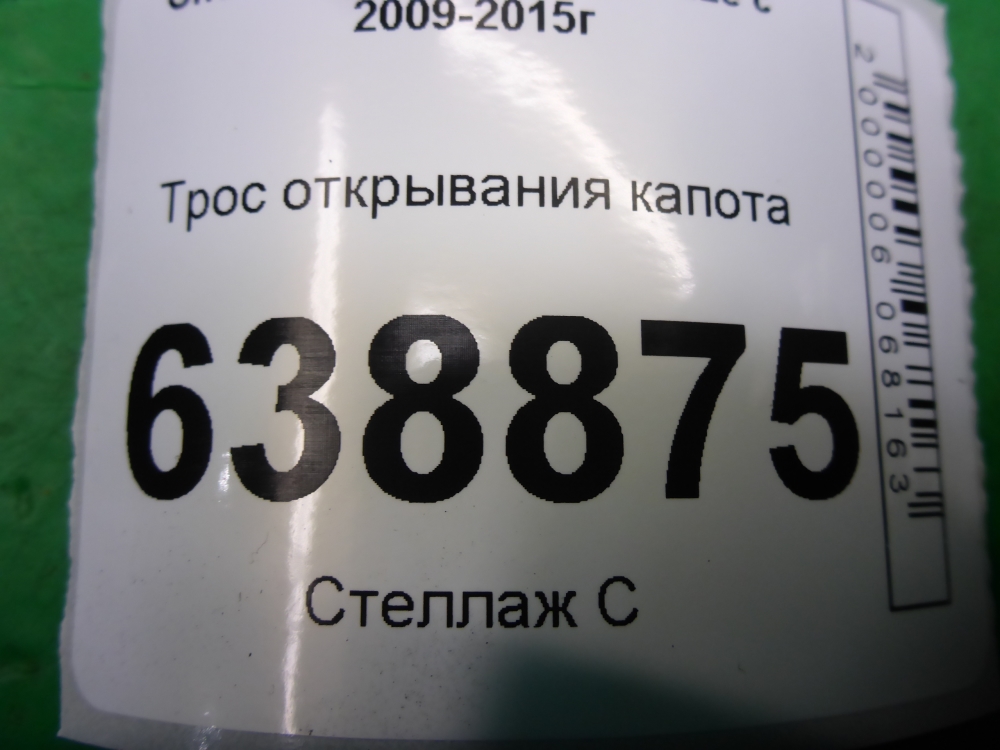 2009-2015г
Трос открывания капота
638875
Стеллаж С
2000006068163